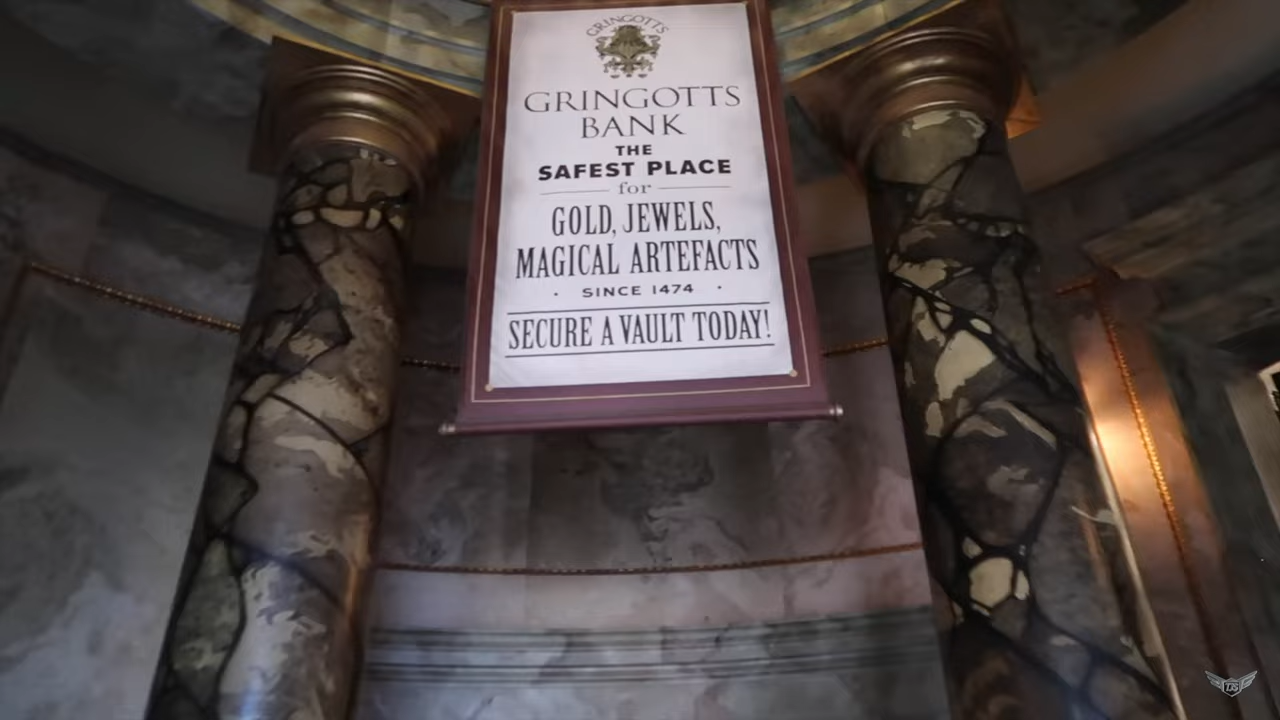 GRINGOTTS
GRINGOTTS
BANK
THE
SAFEST PLACE
for
GOLD, JEWELS,
MAGICAL ARTEFACTS
· SINCE 1474 ·
SECURE A VAULT TODAY!